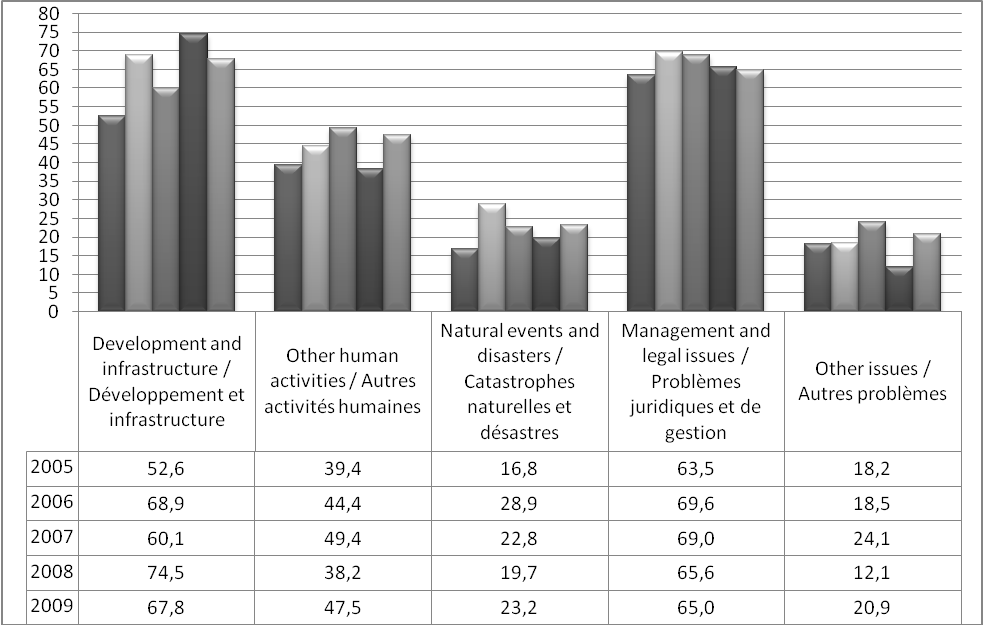 80
75
70
65
60
55
50
45
40
35
30
25
20
15
10
5
0
Development and
infrastructure /
Développement et
infrastructure
Other human
activities / Autres
activités humaines
Natural events and
disasters /
Catastrophes
naturelles et
désastres
Management and
legal issues /
Problèmes
juridiques et de
gestion
Other issues /
Autres problèmes
2005 52,6 39,4 16,8 63,5 18,2
2006 68,9 44,4 28,9 69,6 18,5
2007 60,1 49,4 22,8 69,0 24,1
2008 74,5 38,2 19,7 65,6 12,1
2009 67,8 47,5 23,2 65,0 20,9